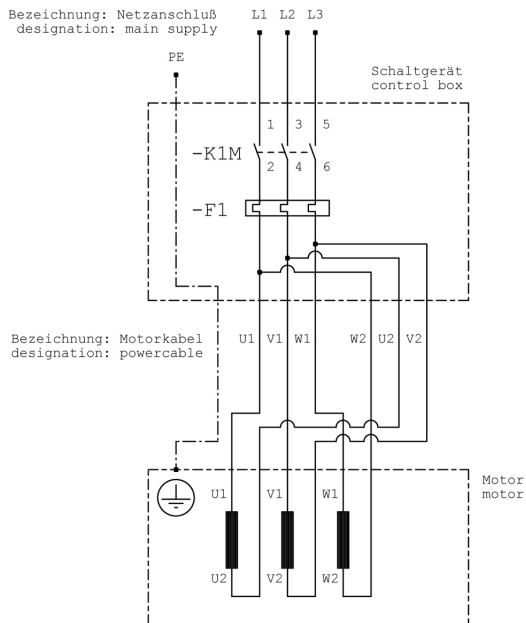 Bezeichnung: Netzanschluß
designation: main supply
L1 L2 L3
PE
Schaltgerät
control box
1 3 5
-K1M
2 4 6
-F1
Bezeichnung: Motorkabel
designation: powercable
U1 V1 W1 W2 U2 V2
Motor
motor
U1 V1 W1
U2 V2 W2